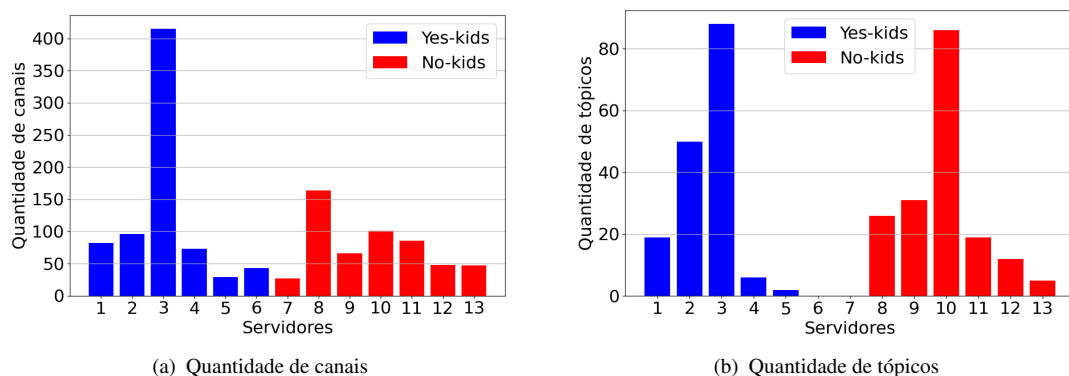 Quantidade de canais
400
350
300
250
200
150
100
50
0
Yes-kids
No-kids
1 2 3 4 5 6 7 8 9 10 11 12 13
Servidores
(a) Quantidade de canais
Quantidade de tópicos
80
60
40
20
0
Yes-kids
No-kids
1 2 3 4 5 6 7 8 9 10 11 12 13
Servidores
(b) Quantidade de tópicos